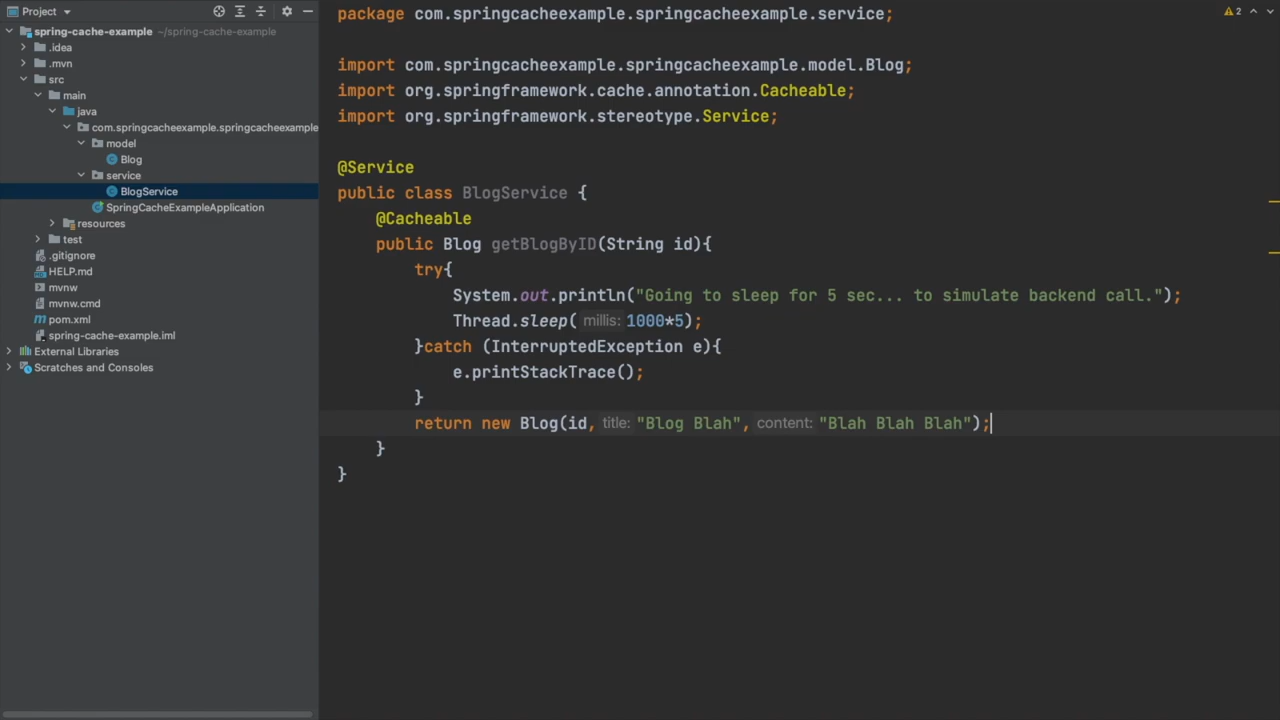 Project
spring-cache-example ~/spring-cache-example
.idea
.mvn
src
main
java
com.springcacheexample.springcacheexample
model
Blog
service
BlogService
SpringCacheExampleApplication
resources
test
.gitignore
HELP.md
mvnw
mvnw.cmd
pom.xml
spring-cache-example.iml
External Libraries
Scratches and Consoles
2
package com.springcacheexample.springcacheexample.service;
import com.springcacheexample.springcacheexample.model.Blog;
import org.springframework.cache.annotation.Cacheable;
import org.springframework.stereotype.Service;
@Service
public class BlogService {
@Cacheable
public Blog getBlogByID(String id){
try{
System.out.println("Going to sleep for 5 sec... to simulate backend call.");
Thread.sleep( millis: 1000*5);
}catch (InterruptedException e){
e.printStackTrace();
}
return new Blog(id, title: "Blog Blah", content: "Blah Blah Blah");
}
}